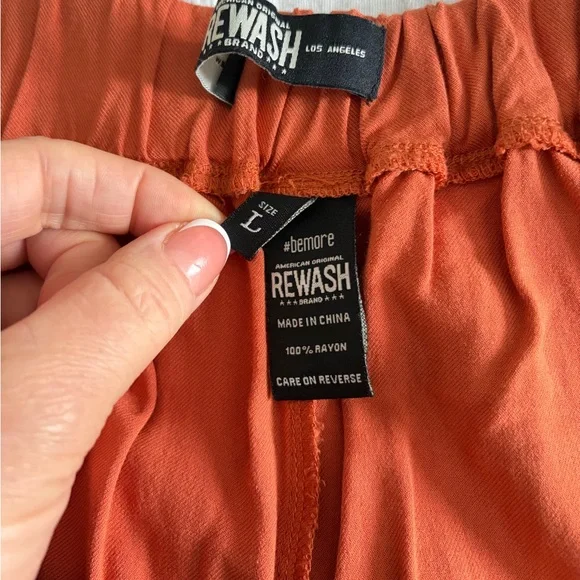 AMERICAN ORIGINAL
REWASH
BRAND
LOS ANGELES
SIZE
L
#bemore
AMERICAN ORIGINAL
REWASH
BRAND
MADE IN CHINA
100% RAYON
CARE ON REVERSE